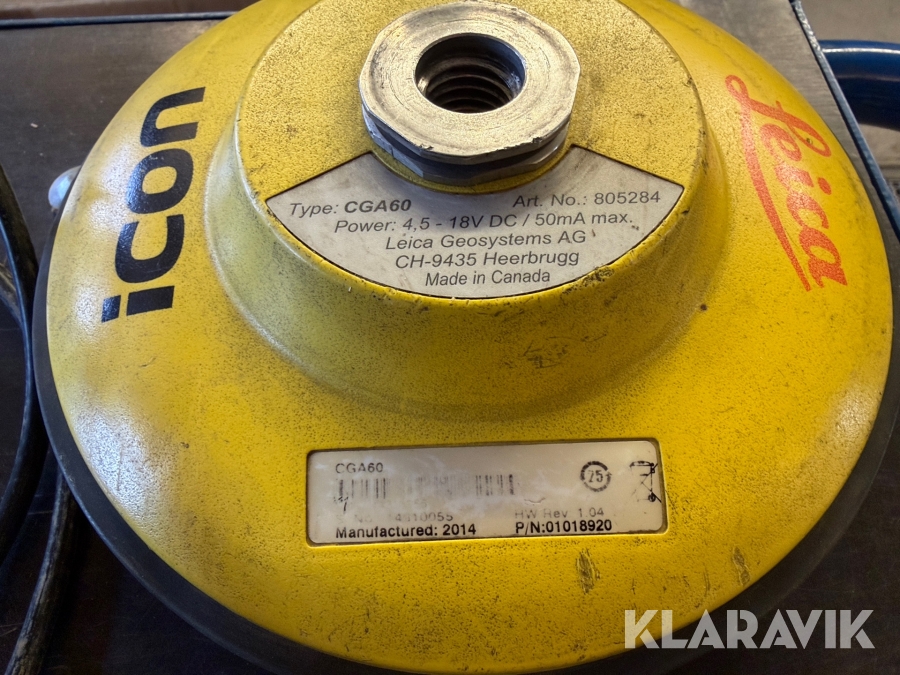 icon
Leica
Type: CGA60 Art. No.: 805284
Power: 4,5 - 18V DC / 50mA max.
Leica Geosystems AG
CH-9435 Heerbrugg
Made in Canada
CGA60
25
HW Rev 1.04
Manufactured: 2014 P/N:01018920
KLARAVIK